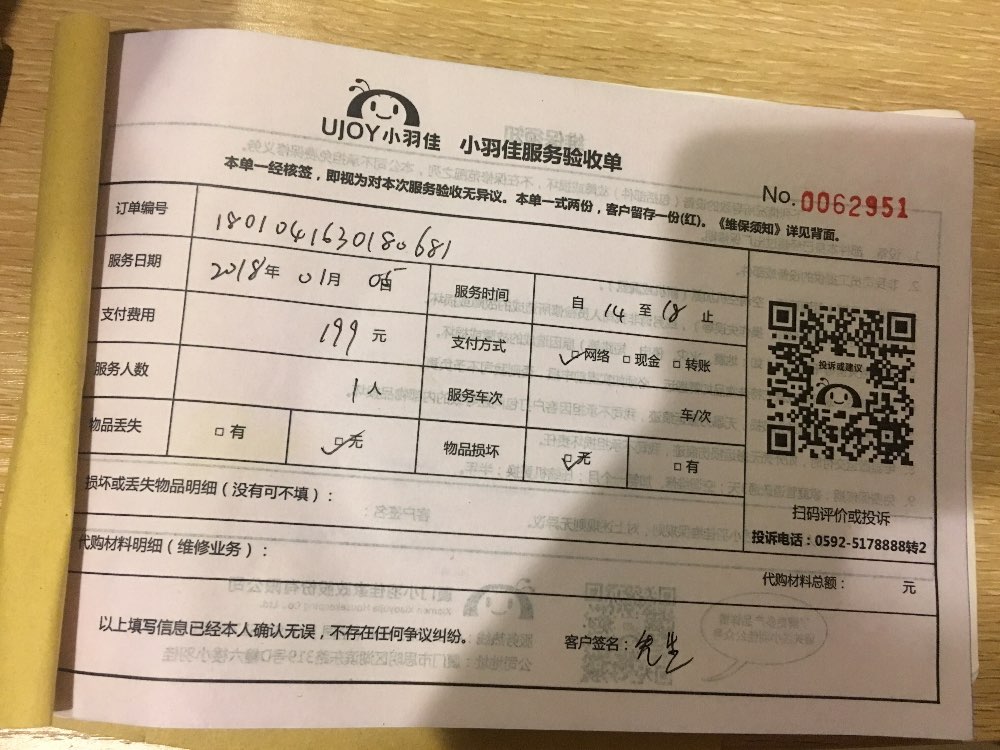 UJOY小羽佳 小羽佳服务验收单
No. 0062951
本单一经核签，即视为对本次服务验收无异议。本单一式两份，客户留存一份(红)。《维保须知》详见背面。
订单编号 1801041630180681
服务日期 2018年 01月 日 服务时间 自 14 至 18 止
支付费用 199 元 支付方式 网络 现金 转账
服务人数 1 人 服务车次 车/次
物品丢失 有 无 物品损坏 无 有
投诉或建议
扫码评价或投诉
投诉电话：0592-5178888转2
损坏或丢失物品明细（没有可不填）：
代购材料明细（维修业务）：
代购材料总额： 元
以上填写信息已经本人确认无误，不存在任何争议纠纷。 客户签名：先生